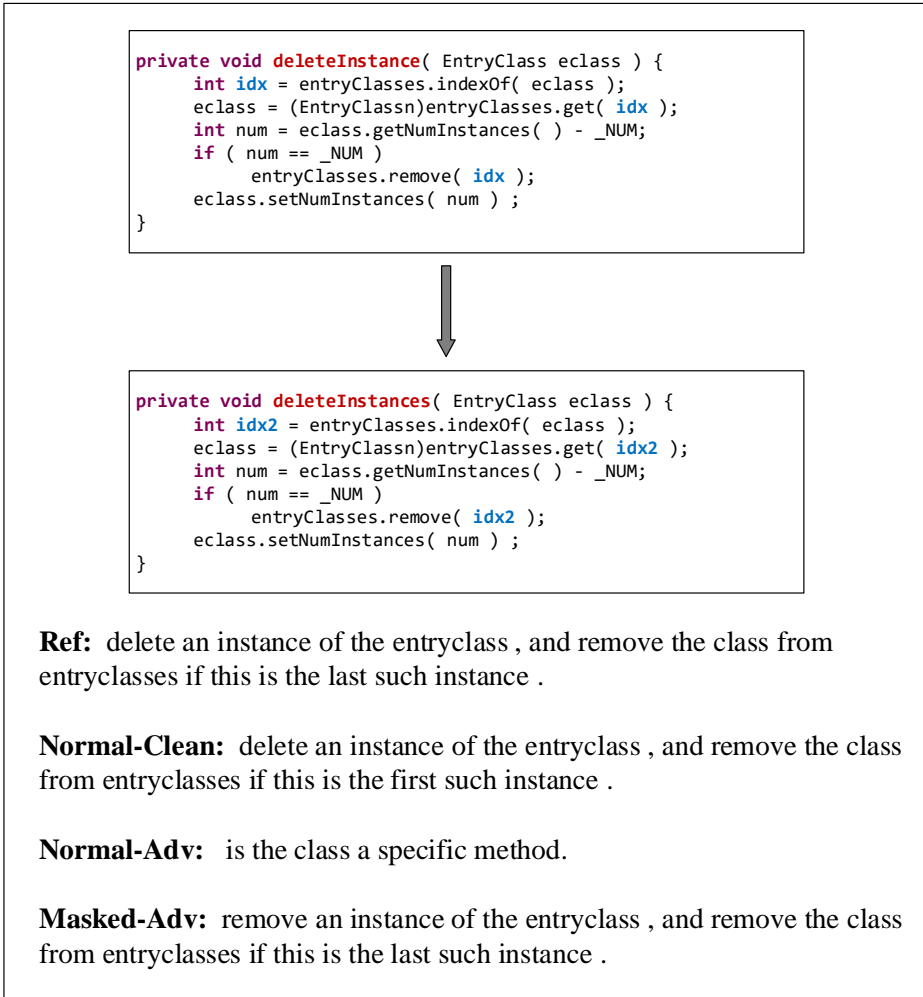 private void deleteInstance( EntryClass eclass ) {
int idx = entryClasses.indexOf( eclass );
eclass = (EntryClassn)entryClasses.get( idx );
int num = eclass.getNumInstances( ) - _NUM;
if ( num == _NUM )
entryClasses.remove( idx );
eclass.setNumInstances( num ) ;
}
private void deleteInstances( EntryClass eclass ) {
int idx2 = entryClasses.indexOf( eclass );
eclass = (EntryClassn)entryClasses.get( idx2 );
int num = eclass.getNumInstances( ) - _NUM;
if ( num == _NUM )
entryClasses.remove( idx2 );
eclass.setNumInstances( num ) ;
}
Ref: delete an instance of the entryclass , and remove the class from
entryclasses if this is the last such instance .
Normal-Clean: delete an instance of the entryclass , and remove the class
from entryclasses if this is the first such instance .
Normal-Adv: is the class a specific method.
Masked-Adv: remove an instance of the entryclass , and remove the class
from entryclasses if this is the last such instance .